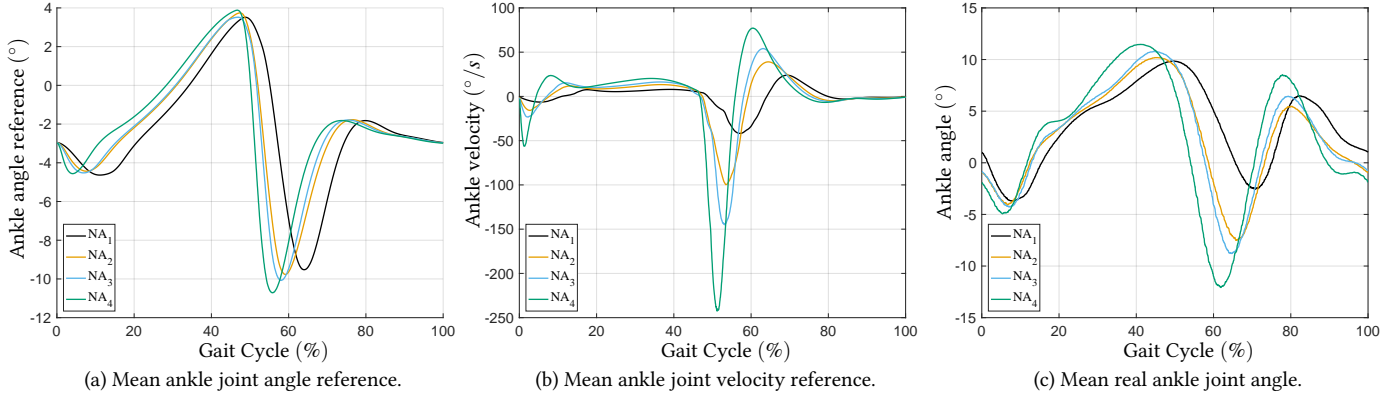 4
2
0
-2
-4
-6
-8
-10
-12
Ankle angle reference (°)
NA1
NA2
NA3
NA4
0 20 40 60 80 100
Gait Cycle (%)
(a) Mean ankle joint angle reference.
100
50
0
-50
-100
-150
-200
-250
Ankle velocity (°/s)
NA1
NA2
NA3
NA4
0 20 40 60 80 100
Gait Cycle (%)
(b) Mean ankle joint velocity reference.
15
10
5
0
-5
-10
-15
Ankle angle (°)
NA1
NA2
NA3
NA4
0 20 40 60 80 100
Gait Cycle (%)
(c) Mean real ankle joint angle.